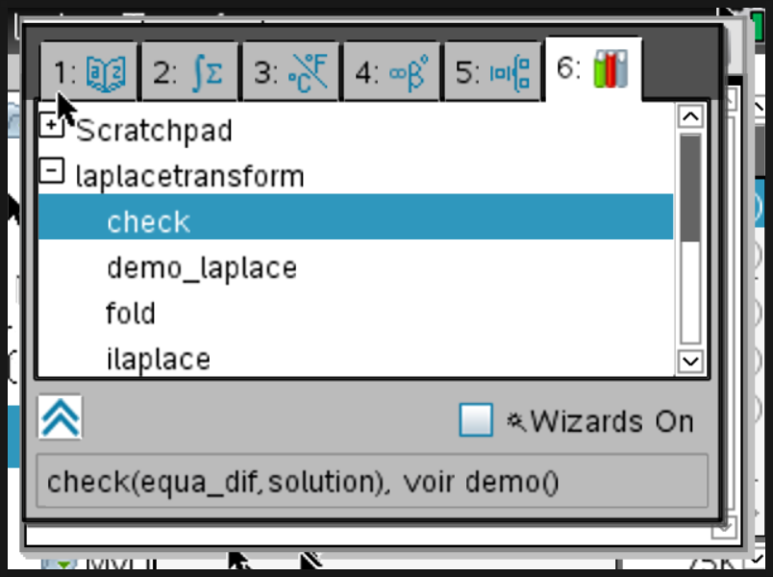 1: 2: ∫Σ 3: °C °F 4: ∞β° 5: 6:
Scratchpad
laplacetransform
check
demo_laplace
fold
ilaplace
Wizards On
check(equa_dif,solution), voir demo()
75K